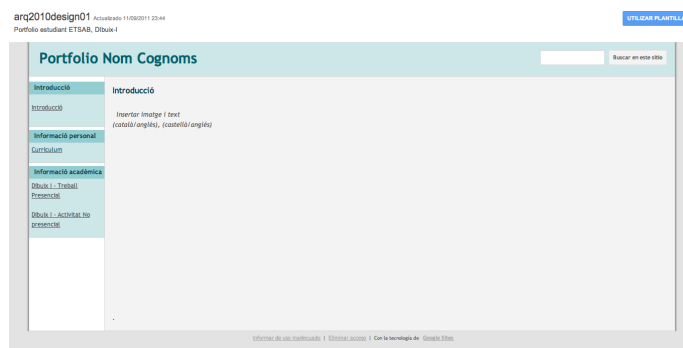 arq2010design01 Actualizado 11/09/2011 23:44
UTILIZAR PLANTILLA
Portfolio estudiant ETSAB, Dibuix-I
Portfolio Nom Cognoms
Buscar en este sitio
Introducció
Introducció
Informació personal
Curriculum
Informació acadèmica
Dibuix I - Treball
Presencial
Dibuix I - Activitat No
presencial
Introducció
Insertar imatge i text
(català/anglès), (castellà/anglès)
.
Informar de uso inadecuado | Eliminar acceso | Con la tecnología de Google Sites